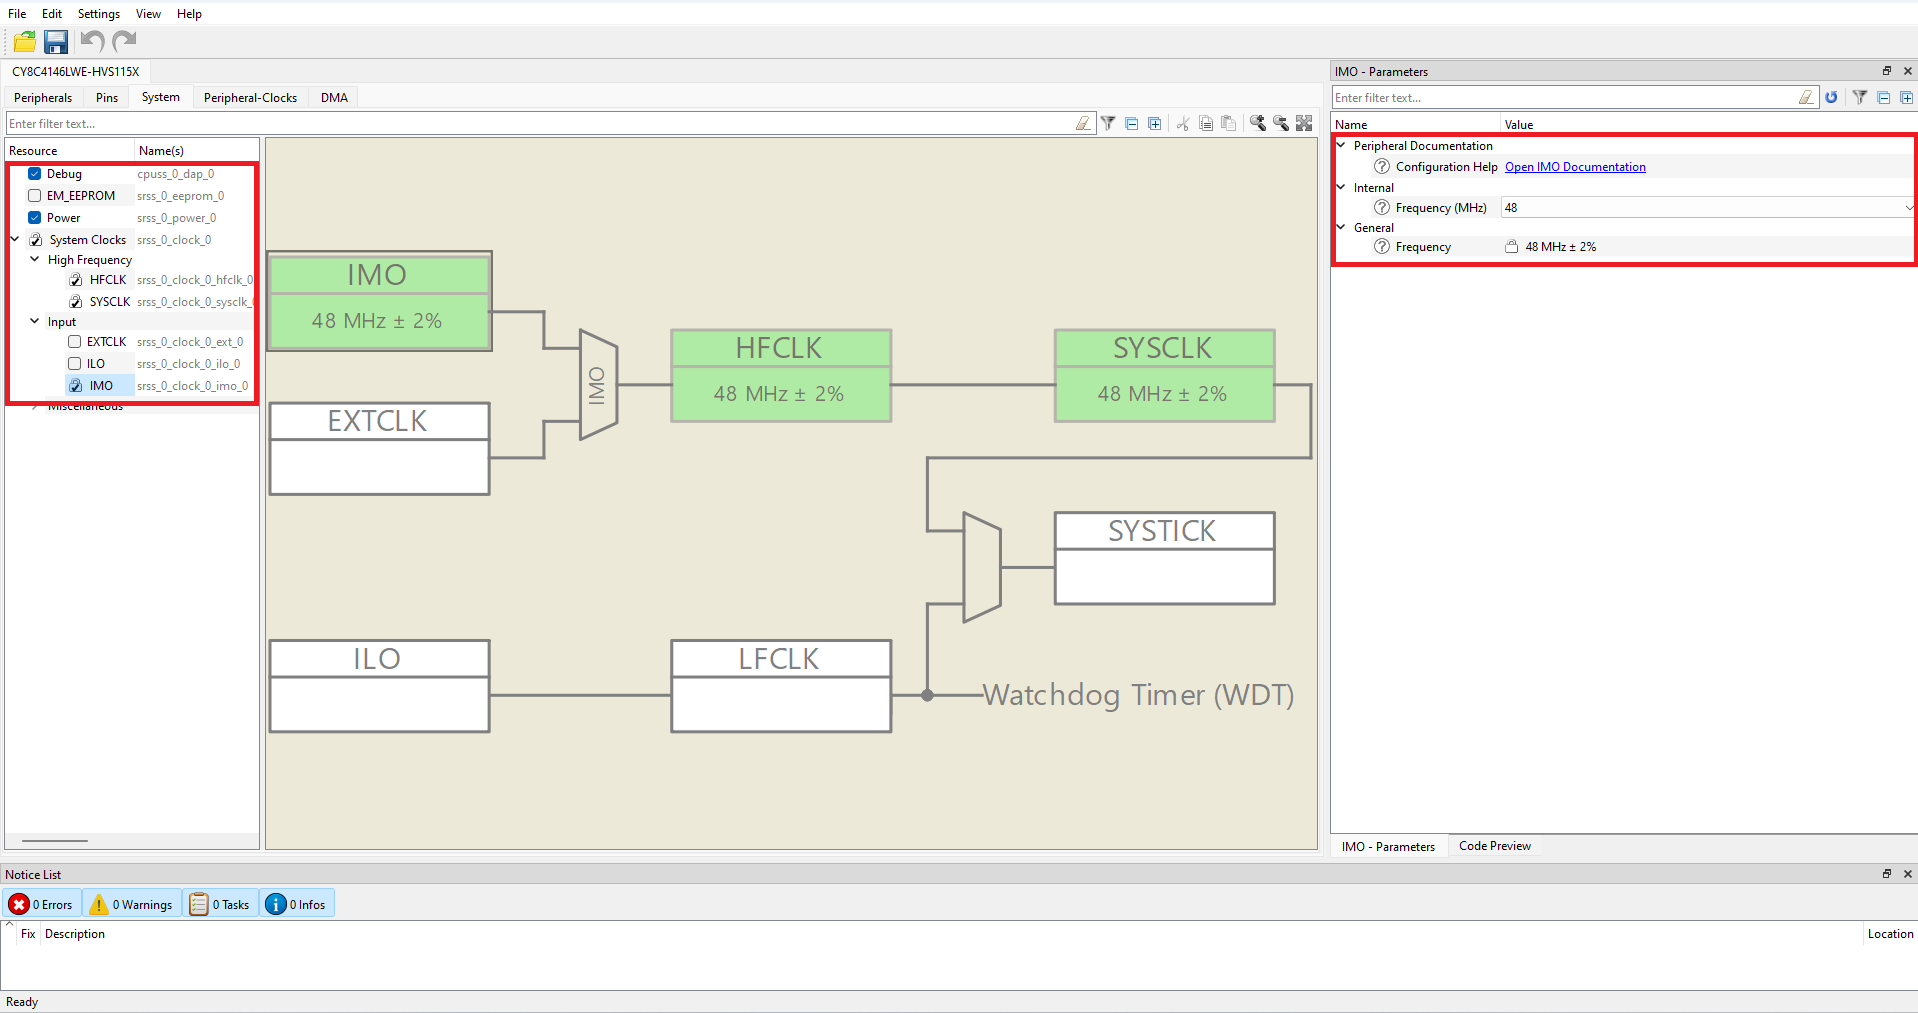 File Edit Settings View Help
CY8C4146LWE-HVS115X
Peripherals Pins System Peripheral-Clocks DMA
Enter filter text...
Resource Name(s)
Debug cpuss_0_dap_0
EM_EEPROM srss_0_eeprom_0
Power srss_0_power_0
System Clocks srss_0_clock_0
High Frequency
HFCLK srss_0_clock_0_hfclk_0
SYSCLK srss_0_clock_0_sysclk_
Input
EXTCLK srss_0_clock_0_ext_0
ILO srss_0_clock_0_ilo_0
IMO srss_0_clock_0_imo_0
Miscellaneous
IMO
48 MHz ± 2%
EXTCLK
IMO
HFCLK
48 MHz ± 2%
SYSCLK
48 MHz ± 2%
SYSTICK
ILO
LFCLK
Watchdog Timer (WDT)
IMO - Parameters
Enter filter text...
Name Value
Peripheral Documentation
? Configuration Help Open IMO Documentation
Internal
? Frequency (MHz) 48
General
? Frequency 48 MHz ± 2%
IMO - Parameters Code Preview
Notice List
0 Errors 0 Warnings 0 Tasks 0 Infos
Fix Description Location
Ready